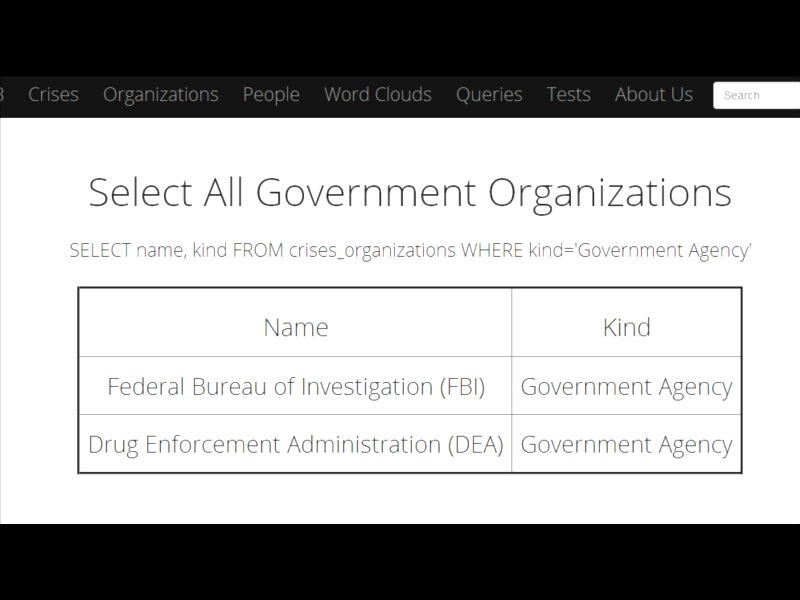 Crises Organizations People Word Clouds Queries Tests About Us Search
Select All Government Organizations
SELECT name, kind FROM crises_organizations WHERE kind='Government Agency'
Name Kind
Federal Bureau of Investigation (FBI) Government Agency
Drug Enforcement Administration (DEA) Government Agency